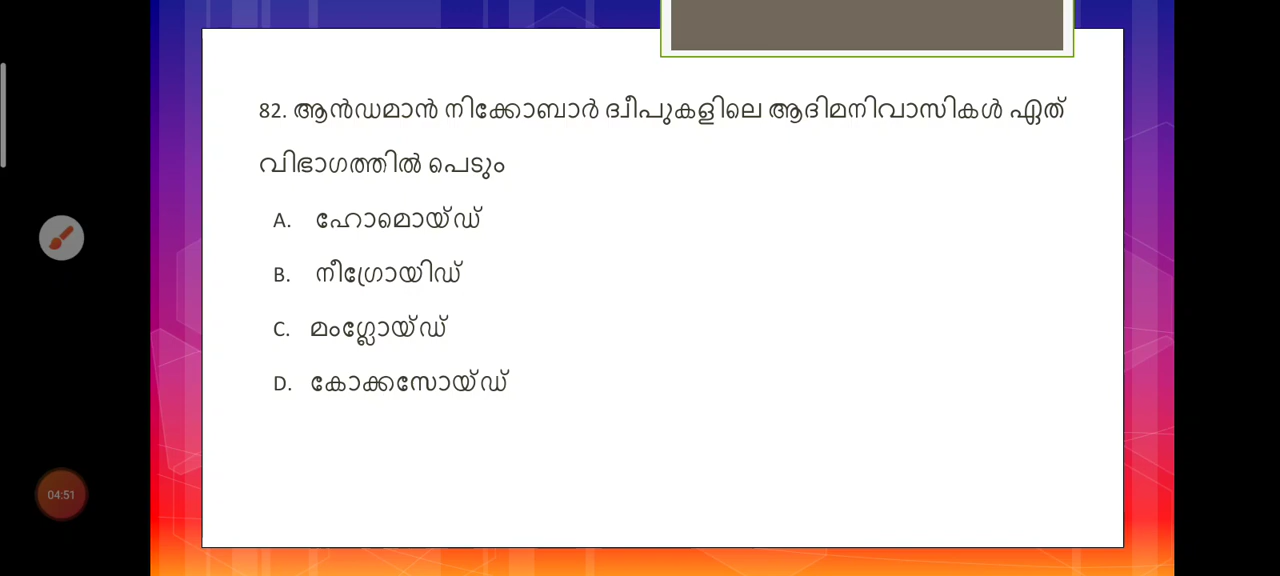 82. ആൻഡമാൻ നിക്കോബാർ ദ്വീപുകളിലെ ആദിമനിവാസികൾ ഏത്
വിഭാഗത്തിൽ പെടും
A. ഹോമൊയ്ഡ്
B. നീഗ്രോയിഡ്
C. മംഗ്ലോയ്ഡ്
D. കോക്കസോയ്ഡ്
04:51